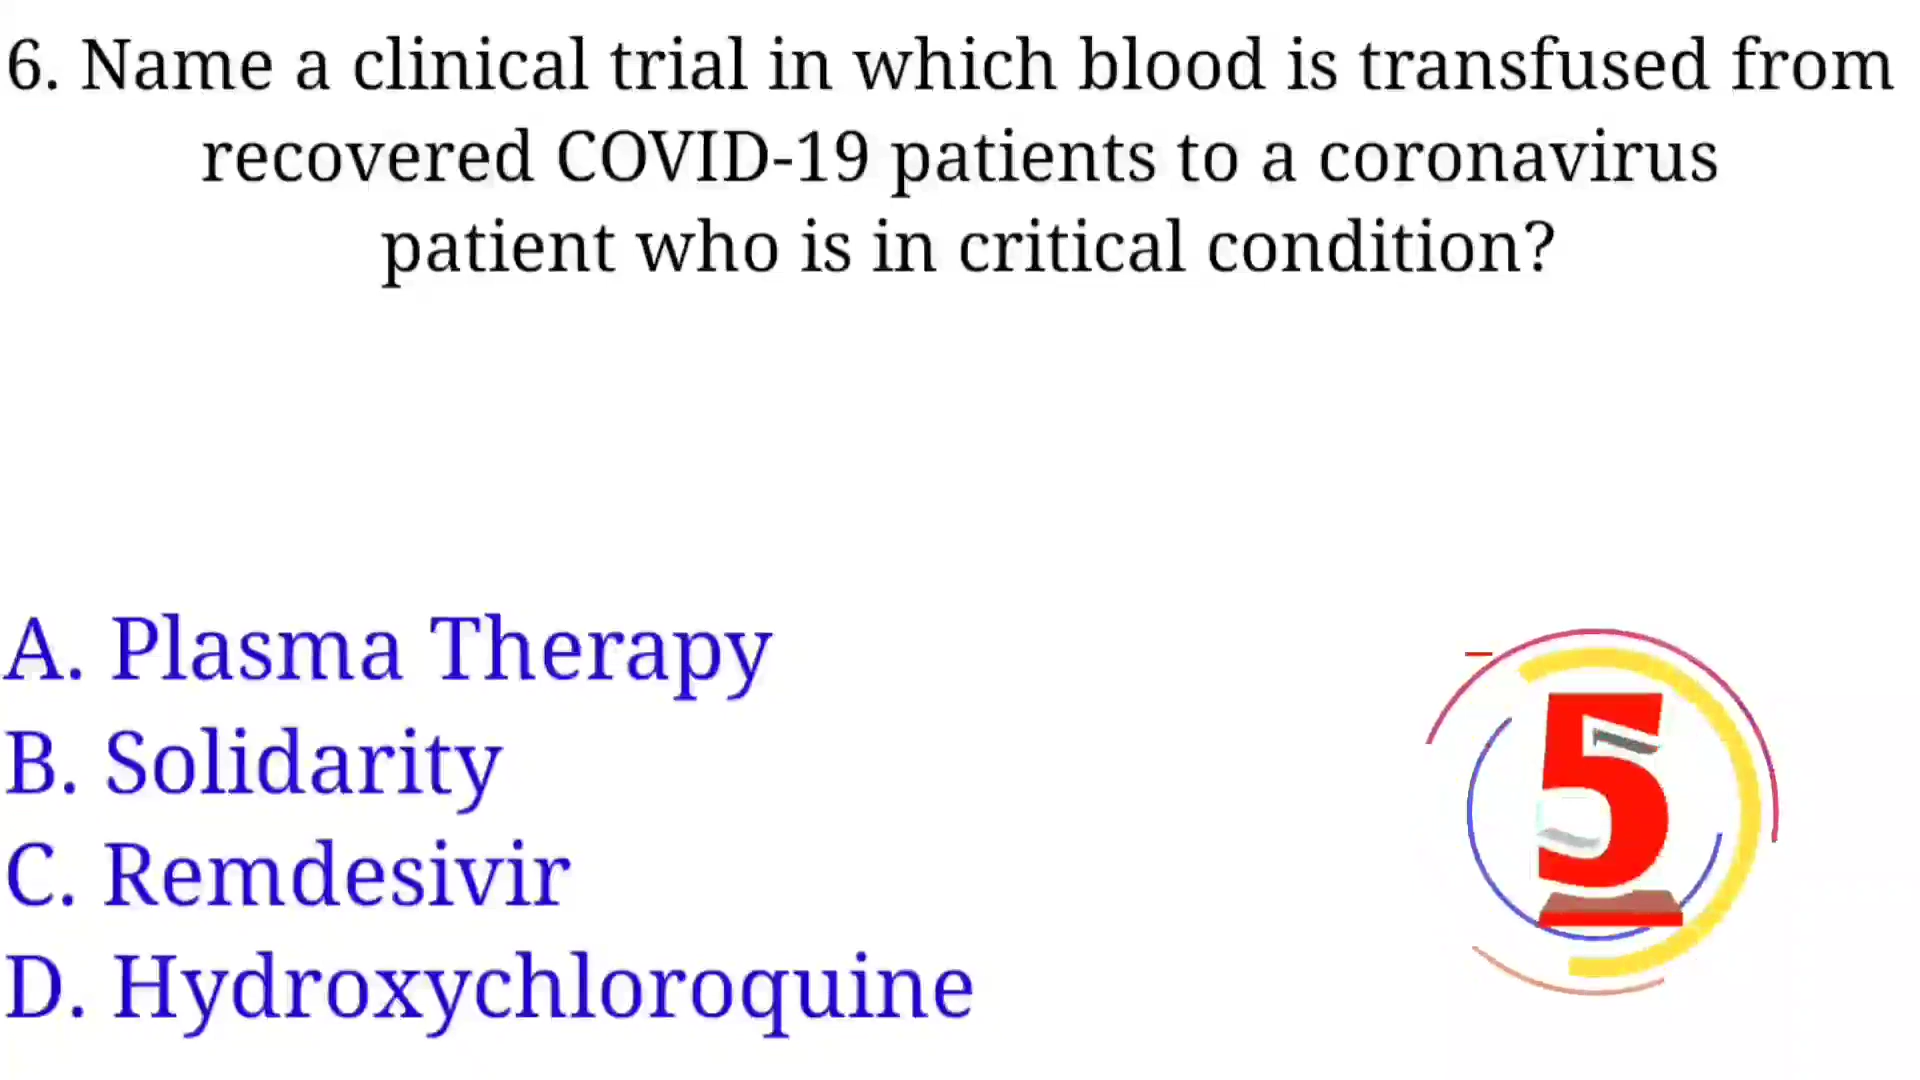 6. Name a clinical trial in which blood is transfused from
recovered COVID-19 patients to a coronavirus
patient who is in critical condition?
A. Plasma Therapy
B. Solidarity
C. Remdesivir
D. Hydroxychloroquine
5